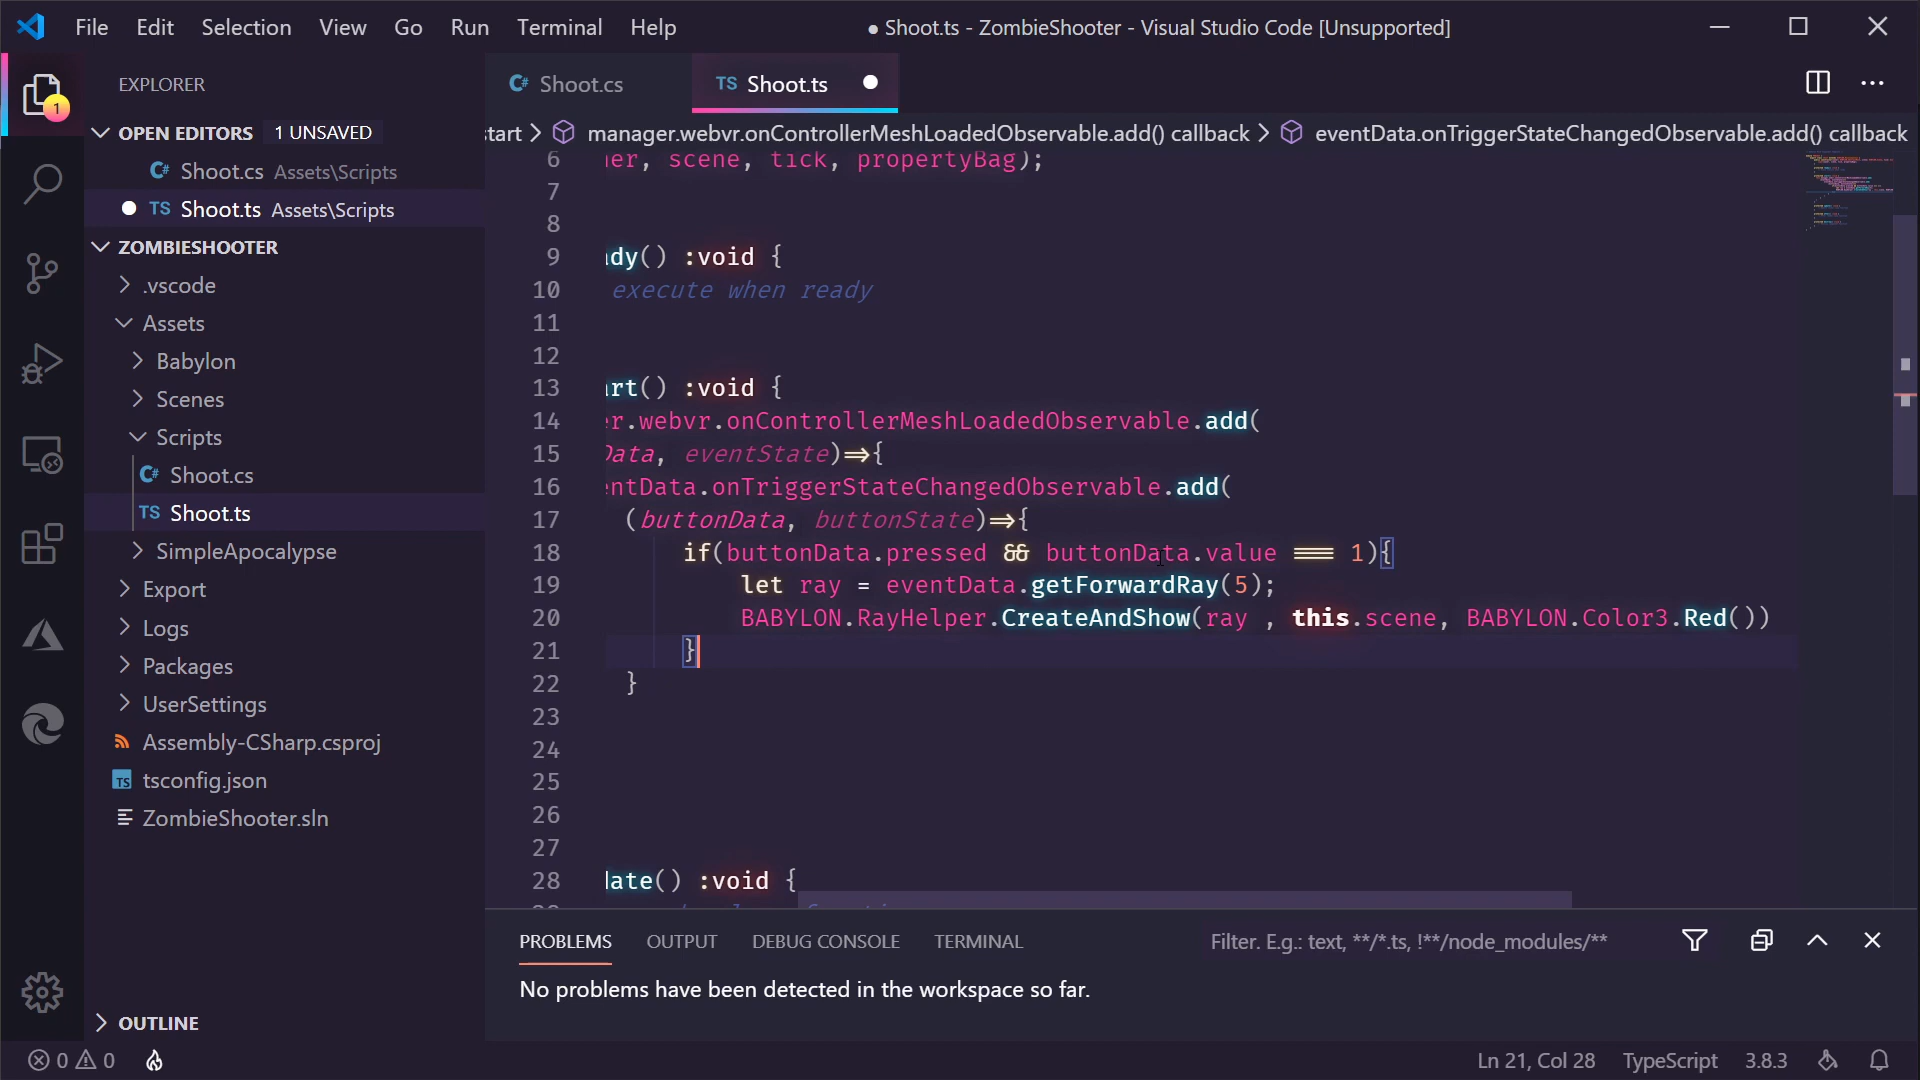 File Edit Selection View Go Run Terminal Help
● Shoot.ts - ZombieShooter - Visual Studio Code [Unsupported]
1
EXPLORER
OPEN EDITORS 1 UNSAVED
C# Shoot.cs Assets\Scripts
● TS Shoot.ts Assets\Scripts
ZOMBIESHOOTER
.vscode
Assets
Babylon
Scenes
Scripts
C# Shoot.cs
TS Shoot.ts
SimpleApocalypse
Export
Logs
Packages
UserSettings
Assembly-CSharp.csproj
TS tsconfig.json
ZombieShooter.sln
OUTLINE
C# Shoot.cs
TS Shoot.ts ●
start > manager.webvr.onControllerMeshLoadedObservable.add() callback > eventData.onTriggerStateChangedObservable.add() callback
6 er, scene, tick, propertyBag);
7
8
9 dy() :void {
10 execute when ready
11
12
13 rt() :void {
14 r.webvr.onControllerMeshLoadedObservable.add(
15 Data, eventState)=>{
16 ntData.onTriggerStateChangedObservable.add(
17 (buttonData, buttonState)=>{
18 if(buttonData.pressed && buttonData.value === 1){
19 let ray = eventData.getForwardRay(5);
20 BABYLON.RayHelper.CreateAndShow(ray , this.scene, BABYLON.Color3.Red())
21 }
22 }
23
24
25
26
27
28 date() :void {
PROBLEMS OUTPUT DEBUG CONSOLE TERMINAL
Filter. E.g.: text, **/*.ts, !**/node_modules/**
No problems have been detected in the workspace so far.
0 0
Ln 21, Col 28 TypeScript 3.8.3